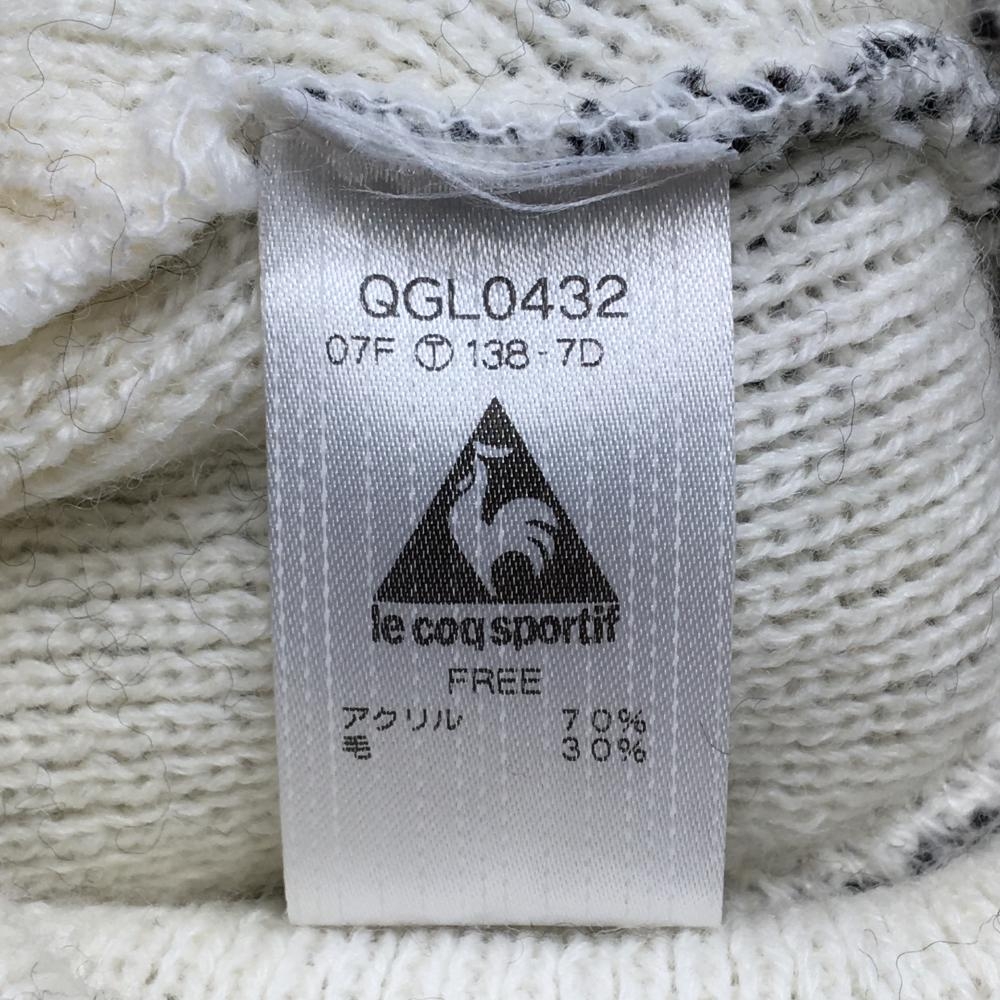 QGL0432
07F Ⓣ 138-7D
le coq sportif
FREE
アクリル 70%
毛 30%